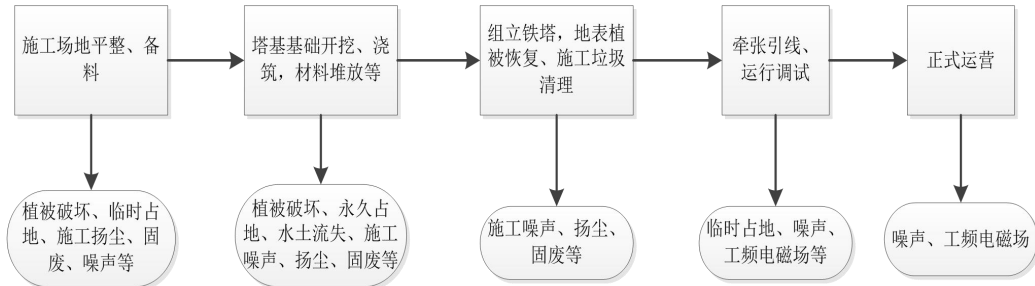 施工场地平整、备
料
塔基基础开挖、浇
筑，材料堆放等
组立铁塔，地表植
被恢复、施工垃圾
清理
牵张引线、
运行调试
正式运营
植被破坏、临时占
地、施工扬尘、固
废、噪声等
植被破坏、永久占
地、水土流失、施工
噪声、扬尘、固废等
施工噪声、扬尘、
固废等
临时占地、噪声、
工频电磁场等
噪声、工频电磁场